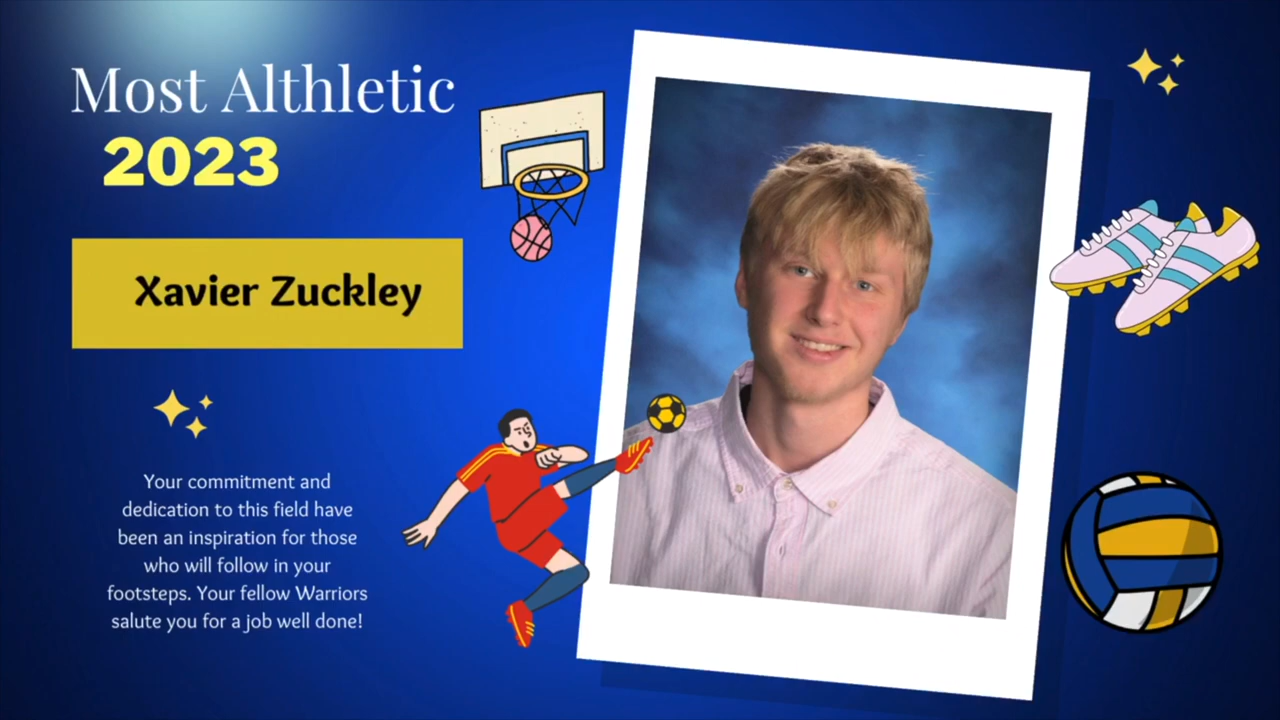 Most Althletic
2023
Xavier Zuckley
Your commitment and
dedication to this field have
been an inspiration for those
who will follow in your
footsteps. Your fellow Warriors
salute you for a job well done!